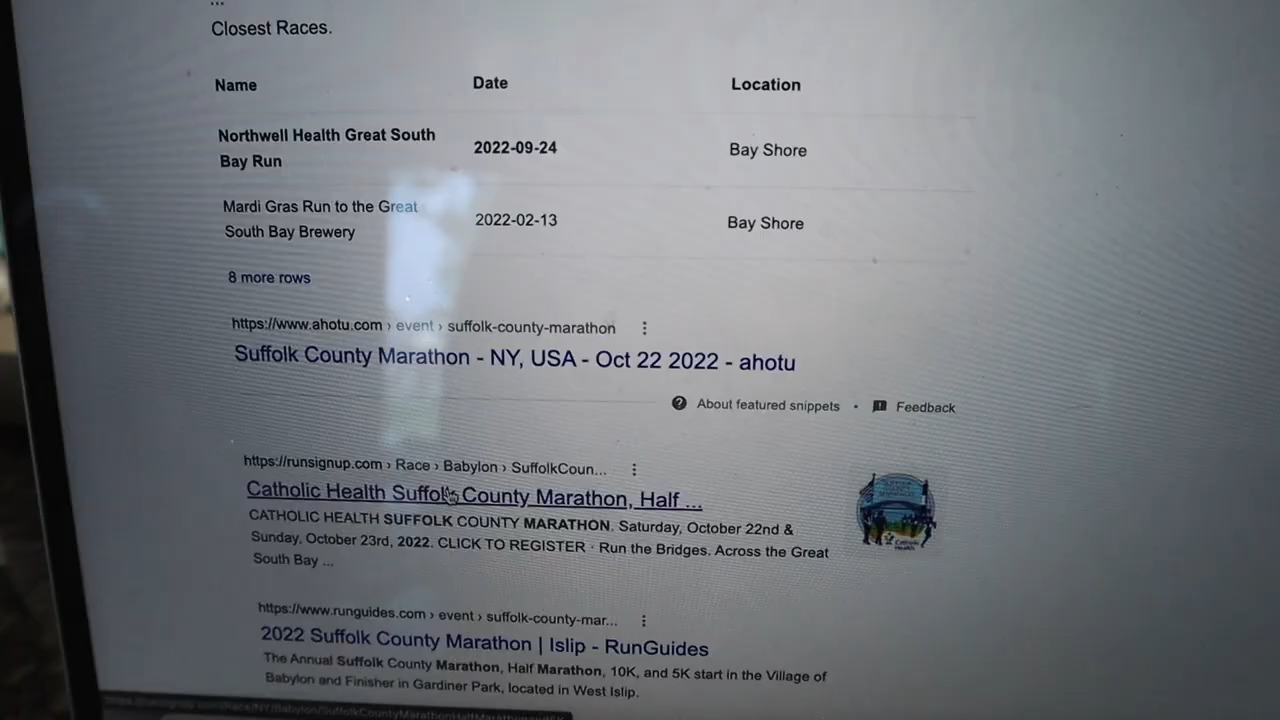 Closest Races.
Name Date Location
Northwell Health Great South
Bay Run
2022-09-24 Bay Shore
Mardi Gras Run to the Great
South Bay Brewery
2022-02-13 Bay Shore
8 more rows
https://www.ahotu.com › event › suffolk-county-marathon
Suffolk County Marathon - NY, USA - Oct 22 2022 - ahotu
About featured snippets • Feedback
https://runsignup.com › Race › Babylon › SuffolkCoun...
Catholic Health Suffolk County Marathon, Half ...
CATHOLIC HEALTH SUFFOLK COUNTY MARATHON. Saturday, October 22nd &
Sunday, October 23rd, 2022. CLICK TO REGISTER · Run the Bridges. Across the Great
South Bay ...
Catholic
Health
https://www.runguides.com › event › suffolk-county-mar...
2022 Suffolk County Marathon | Islip - RunGuides
The Annual Suffolk County Marathon, Half Marathon, 10K, and 5K start in the Village of
Babylon and Finisher in Gardiner Park, located in West Islip.